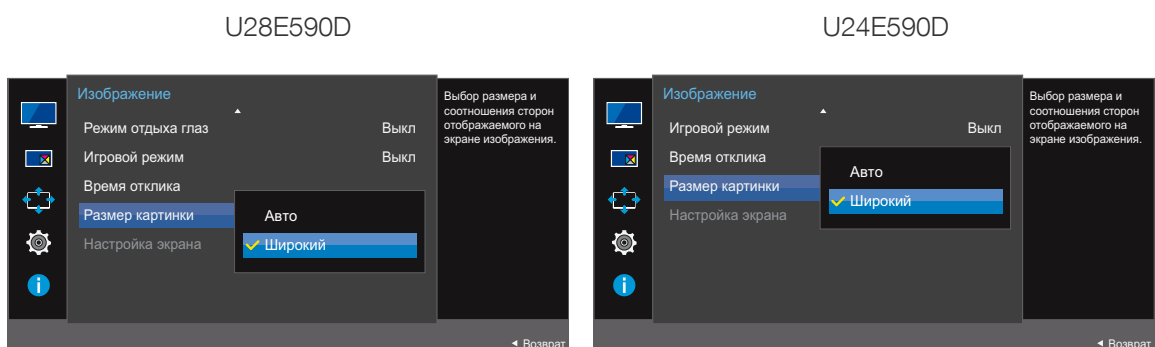 U28E590D
Изображение
Режим отдыха глаз Выкл
Игровой режим Выкл
Время отклика
Размер картинки
Настройка экрана
Авто
Широкий
Выбор размера и
соотношения сторон
отображаемого на
экране изображения.
Возврат
U24E590D
Изображение
Игровой режим Выкл
Время отклика
Размер картинки
Настройка экрана
Авто
Широкий
Выбор размера и
соотношения сторон
отображаемого на
экране изображения.
Возврат